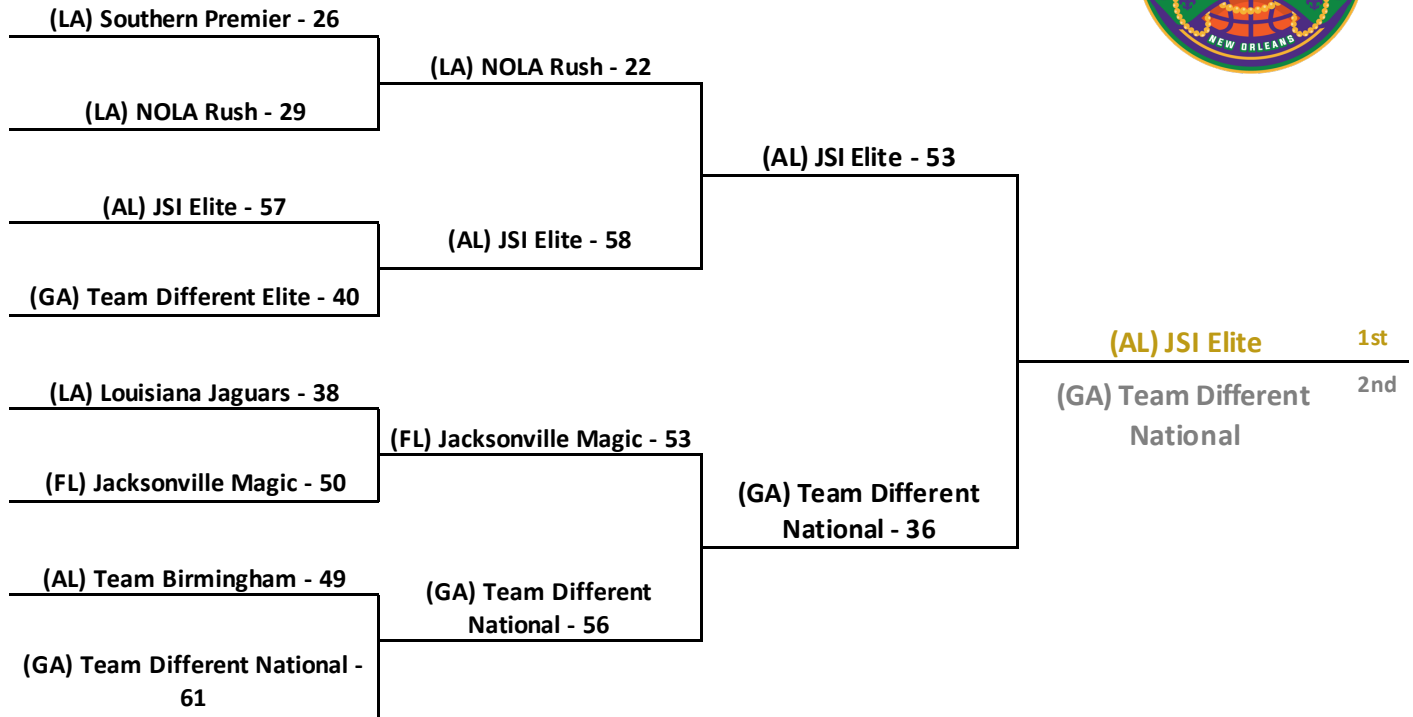 (LA) Southern Premier - 26
NEW ORLEANS
(LA) NOLA Rush - 22
(LA) NOLA Rush - 29
(AL) JSI Elite - 53
(AL) JSI Elite - 57
(AL) JSI Elite - 58
(GA) Team Different Elite - 40
(AL) JSI Elite 1st
(LA) Louisiana Jaguars - 38
(GA) Team Different
National
2nd
(FL) Jacksonville Magic - 53
(FL) Jacksonville Magic - 50
(GA) Team Different
National - 36
(AL) Team Birmingham - 49
(GA) Team Different
National - 56
(GA) Team Different National -
61